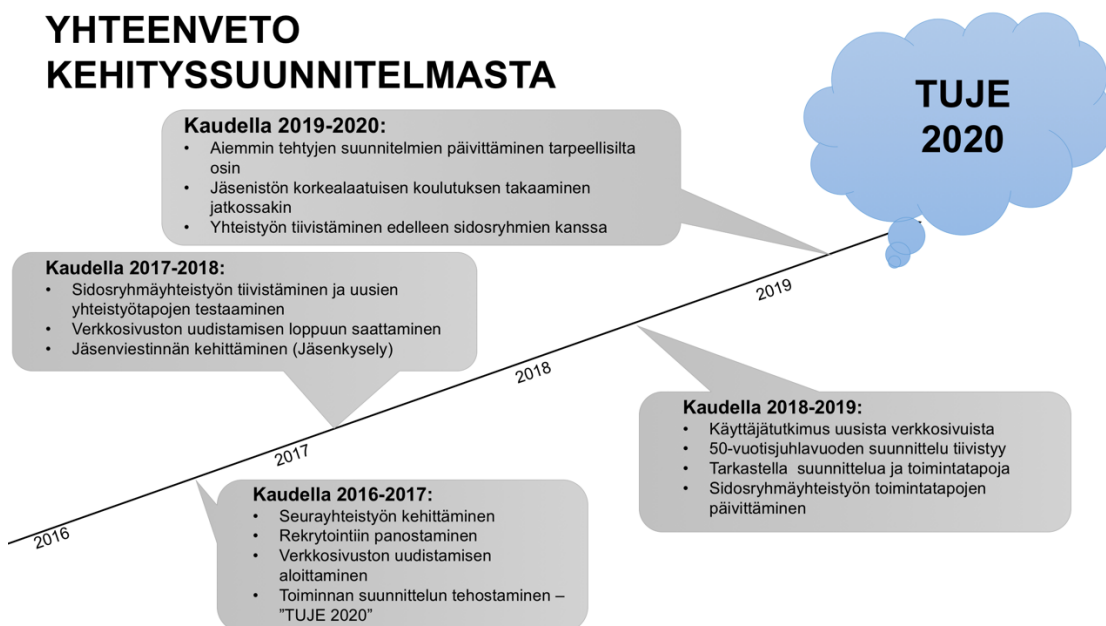 YHTEENVETO
KEHITYSSUUNNITELMASTA
TUJE
2020
Kaudella 2019-2020:
• Aiemmin tehtyjen suunnitelmien päivittäminen tarpeellisilta
osin
• Jäsenistön korkealaatuisen koulutuksen takaaminen
jatkossakin
• Yhteistyön tiivistäminen edelleen sidosryhmien kanssa
Kaudella 2017-2018:
• Sidosryhmäyhteistyön tiivistäminen ja uusien
yhteistyötapojen testaaminen
• Verkkosivuston uudistamisen loppuun saattaminen
• Jäsenviestinnän kehittäminen (Jäsenkysely)
2019
2018
2017
2016
Kaudella 2018-2019:
• Käyttäjätutkimus uusista verkkosivuista
• 50-vuotisjuhlavuoden suunnittelu tiivistyy
• Tarkastella suunnittelua ja toimintatapoja
• Sidosryhmäyhteistyön toimintatapojen
päivittäminen
Kaudella 2016-2017:
• Seurayhteistyön kehittäminen
• Rekrytointiin panostaminen
• Verkkosivuston uudistamisen
aloittaminen
• Toiminnan suunnittelun tehostaminen –
”TUJE 2020”